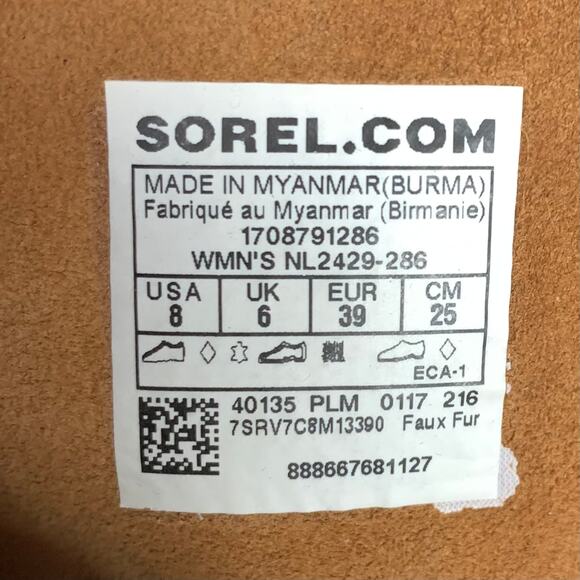 SOREL.COM
MADE IN MYANMAR(BURMA)
Fabriqué au Myanmar (Birmanie)
1708791286
WMN'S NL2429-286
USA UK EUR CM
8 6 39 25
ECA-1
40135 PLM 0117 216
7SRV7C8M13390 Faux Fur
888667681127